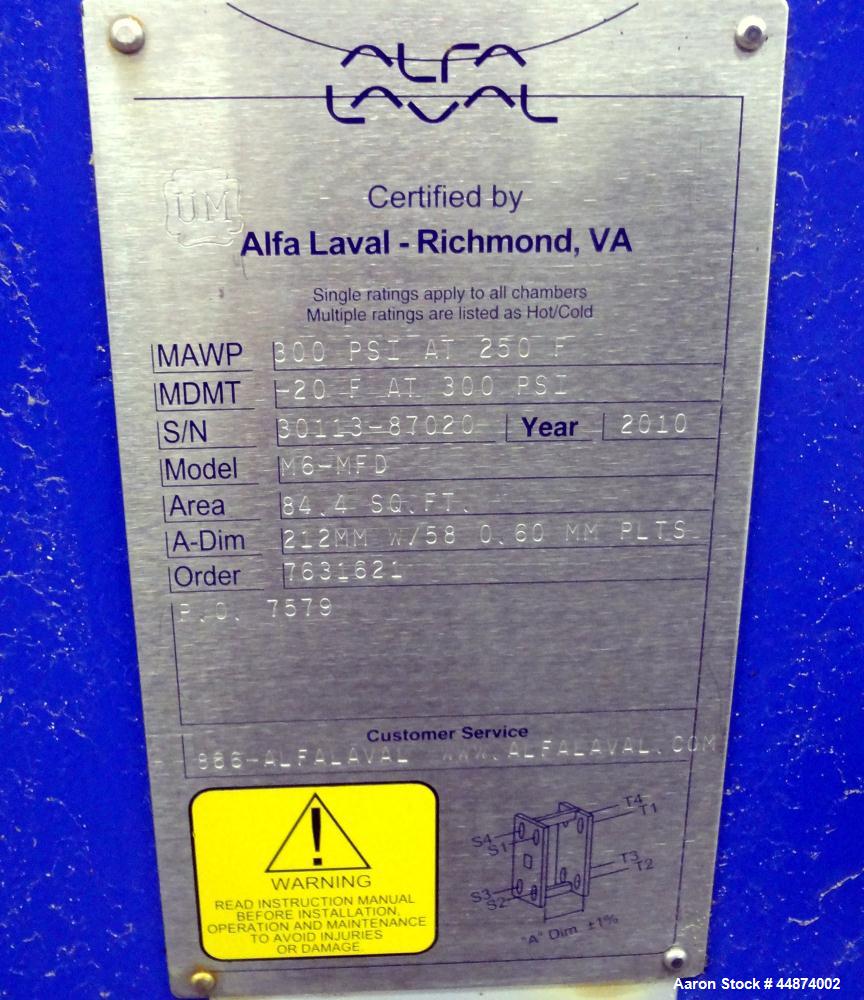 ALFA
LAVAL
UM
Certified by
Alfa Laval - Richmond, VA
Single ratings apply to all chambers
Multiple ratings are listed as Hot/Cold
MAWP 300 PSI AT 250 F
MDMT -20 F AT 300 PSI
S/N 30113-87020 Year 2010
Model M6-MFD
Area 84.4 SQ.FT.
A-Dim 212MM W/58 0.60 MM PLTS
Order 7631621
P.O. 7579
Customer Service
866-ALFALAVAL WWW.ALFALAVAL.COM
WARNING
READ INSTRUCTION MANUAL
BEFORE INSTALLATION,
OPERATION AND MAINTENANCE
TO AVOID INJURIES
OR DAMAGE.
T4
T1
S4
S1
T3
T2
S3
S2
"A" Dim ±1%
Aaron Stock # 44874002